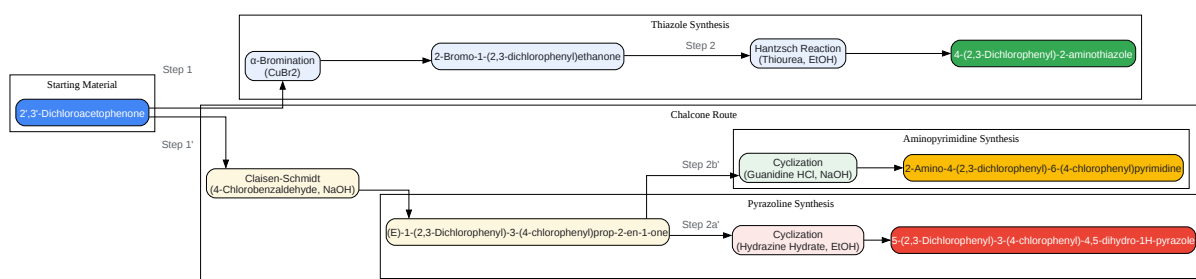 Thiazole Synthesis
Step 1
α-Bromination
(CuBr2)
2-Bromo-1-(2,3-dichlorophenyl)ethanone
Step 2
Hantzsch Reaction
(Thiourea, EtOH)
4-(2,3-Dichlorophenyl)-2-aminothiazole
Starting Material
2',3'-Dichloroacetophenone
Step 1'
Chalcone Route
Claisen-Schmidt
(4-Chlorobenzaldehyde, NaOH)
Aminopyrimidine Synthesis
Step 2b'
Cyclization
(Guanidine HCl, NaOH)
2-Amino-4-(2,3-dichlorophenyl)-6-(4-chlorophenyl)pyrimidine
Pyrazoline Synthesis
(E)-1-(2,3-Dichlorophenyl)-3-(4-chlorophenyl)prop-2-en-1-one
Step 2a'
Cyclization
(Hydrazine Hydrate, EtOH)
5-(2,3-Dichlorophenyl)-3-(4-chlorophenyl)-4,5-dihydro-1H-pyrazole